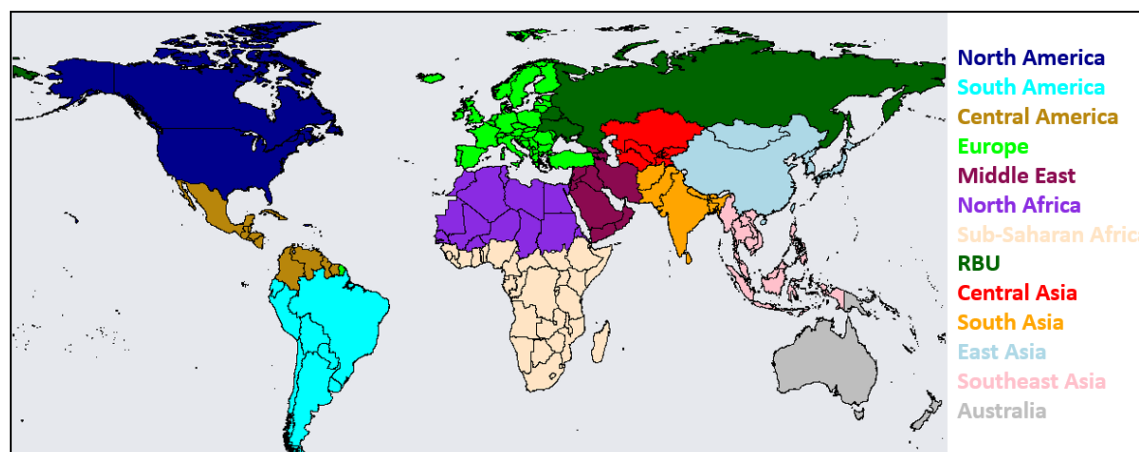 North America
South America
Central America
Europe
Middle East
North Africa
Sub-Saharan Africa
RBU
Central Asia
South Asia
East Asia
Southeast Asia
Australia